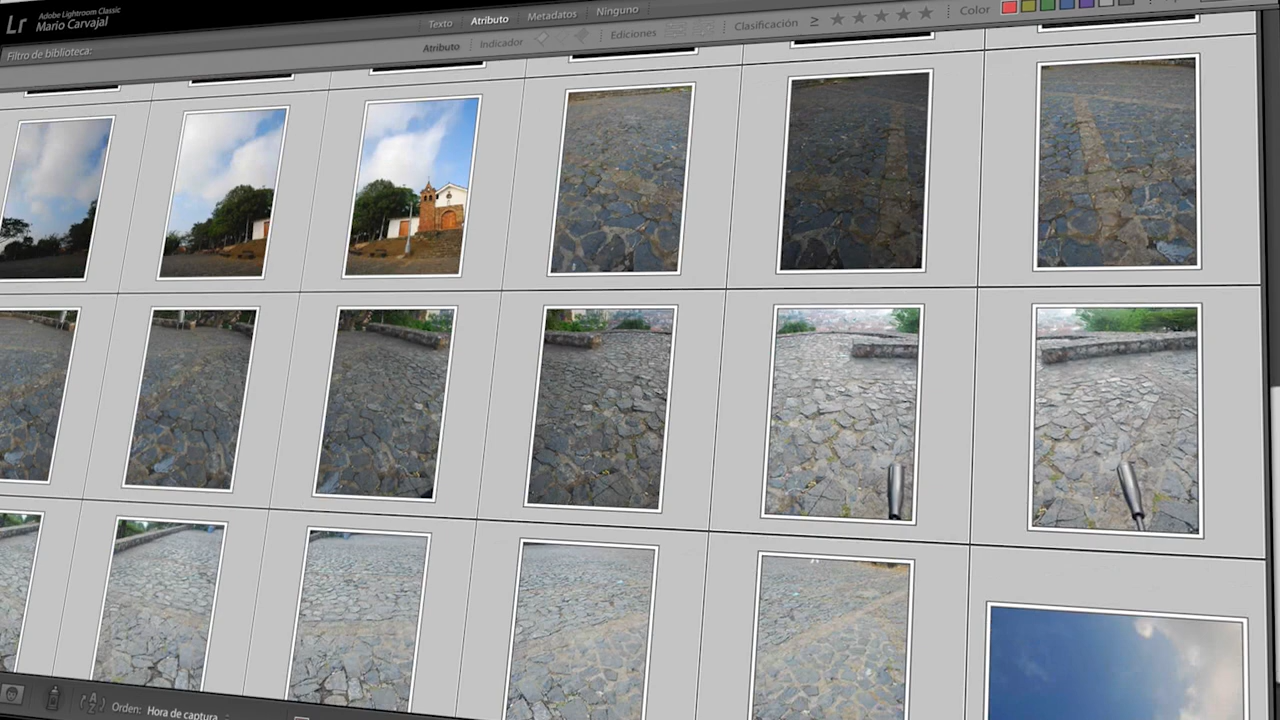 Lr Adobe Lightroom Classic
Mario Carvajal
Texto Atributo Metadatos Ninguno
Filtro de biblioteca:
Atributo Indicador Ediciones Clasificación ≥ ★ ★ ★ ★ ★ Color
Orden: Hora de captura